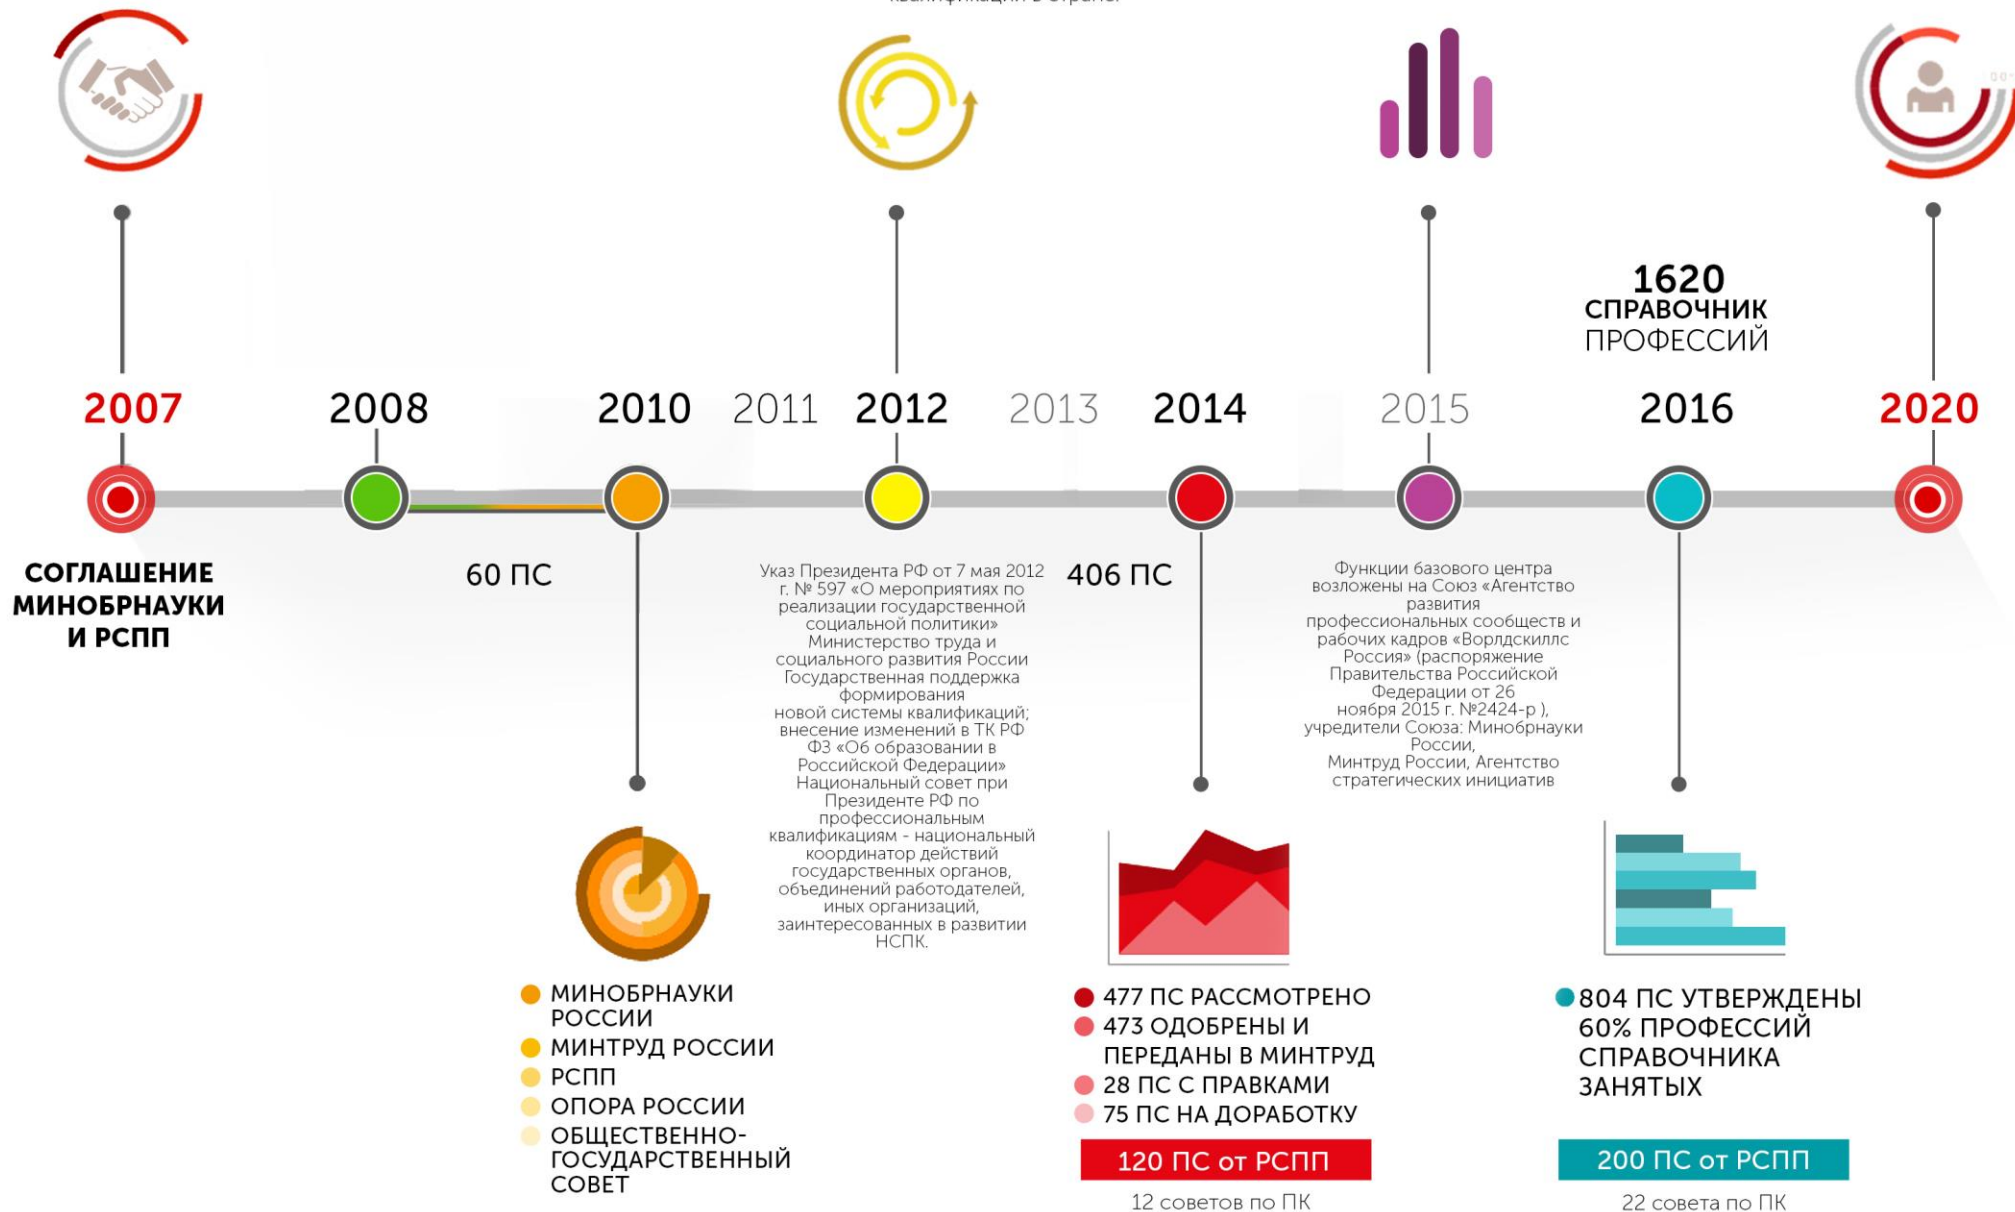 1620
СПРАВОЧНИК
ПРОФЕССИЙ
2007
2008
2010
2011
2012
2013
2014
2015
2016
2020
СОГЛАШЕНИЕ
МИНОБРНАУКИ
И РСПП
60 ПС
Указ Президента РФ от 7 мая 2012
г. № 597 «О мероприятиях по
реализации государственной
социальной политики»
Министерство труда и
социального развития России
Государственная поддержка
формирования
новой системы квалификаций;
внесение изменений в ТК РФ
ФЗ «Об образовании в
Российской Федерации»
Национальный совет при
Президенте РФ по
профессиональным
квалификациям - национальный
координатор действий
государственных органов,
объединений работодателей,
иных организаций,
заинтересованных в развитии
НСПК.
406 ПС
Функции базового центра
возложены на Союз «Агентство
развития
профессиональных сообществ и
рабочих кадров «Ворлдскиллс
Россия» (распоряжение
Правительства Российской
Федерации от 26
ноября 2015 г. №2424-р ),
учредители Союза: Минобрнауки
России,
Минтруд России, Агентство
стратегических инициатив
МИНОБРНАУКИ
РОССИИ
МИНТРУД РОССИИ
РСПП
ОПОРА РОССИИ
ОБЩЕСТВЕННО-
ГОСУДАРСТВЕННЫЙ
СОВЕТ
477 ПС РАССМОТРЕНО
473 ОДОБРЕНЫ И
ПЕРЕДАНЫ В МИНТРУД
28 ПС С ПРАВКАМИ
75 ПС НА ДОРАБОТКУ
120 ПС от РСПП
12 советов по ПК
804 ПС УТВЕРЖДЕНЫ
60% ПРОФЕССИЙ
СПРАВОЧНИКА
ЗАНЯТЫХ
200 ПС от РСПП
22 совета по ПК